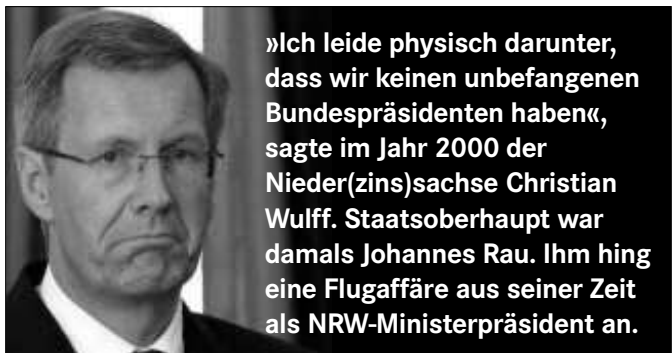 »Ich leide physisch darunter,
dass wir keinen unbefangenen
Bundespräsidenten haben«,
sagte im Jahr 2000 der
Nieder(zins)sachse Christian
Wulff. Staatsoberhaupt war
damals Johannes Rau. Ihm hing
eine Flugaffäre aus seiner Zeit
als NRW-Ministerpräsident an.